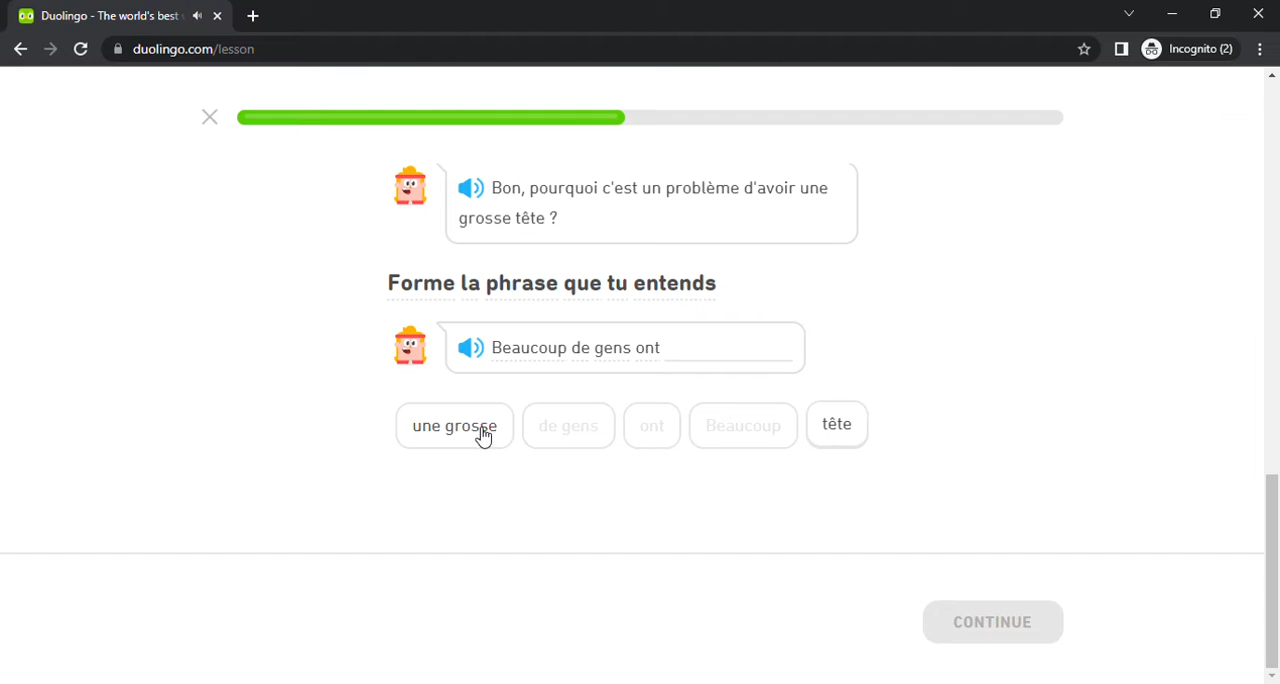 Duolingo - The world's best
duolingo.com/lesson
Incognito (2)
Bon, pourquoi c'est un problème d'avoir une
grosse tête ?
Forme la phrase que tu entends
Beaucoup de gens ont
une grosse de gens ont Beaucoup tête
CONTINUE